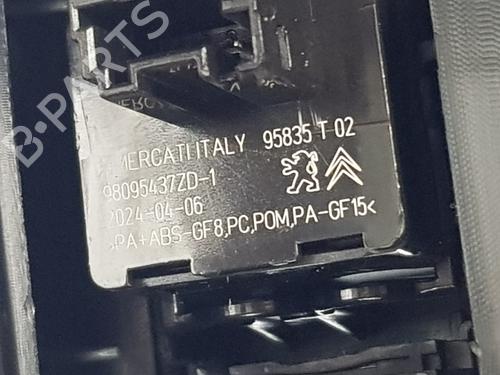 MERCATI ITALY 95835 T 02
98095437ZD-1
2024-04-06
>PA+ABS-GF8,PC,POM,PA-GF15<
B-PARTS